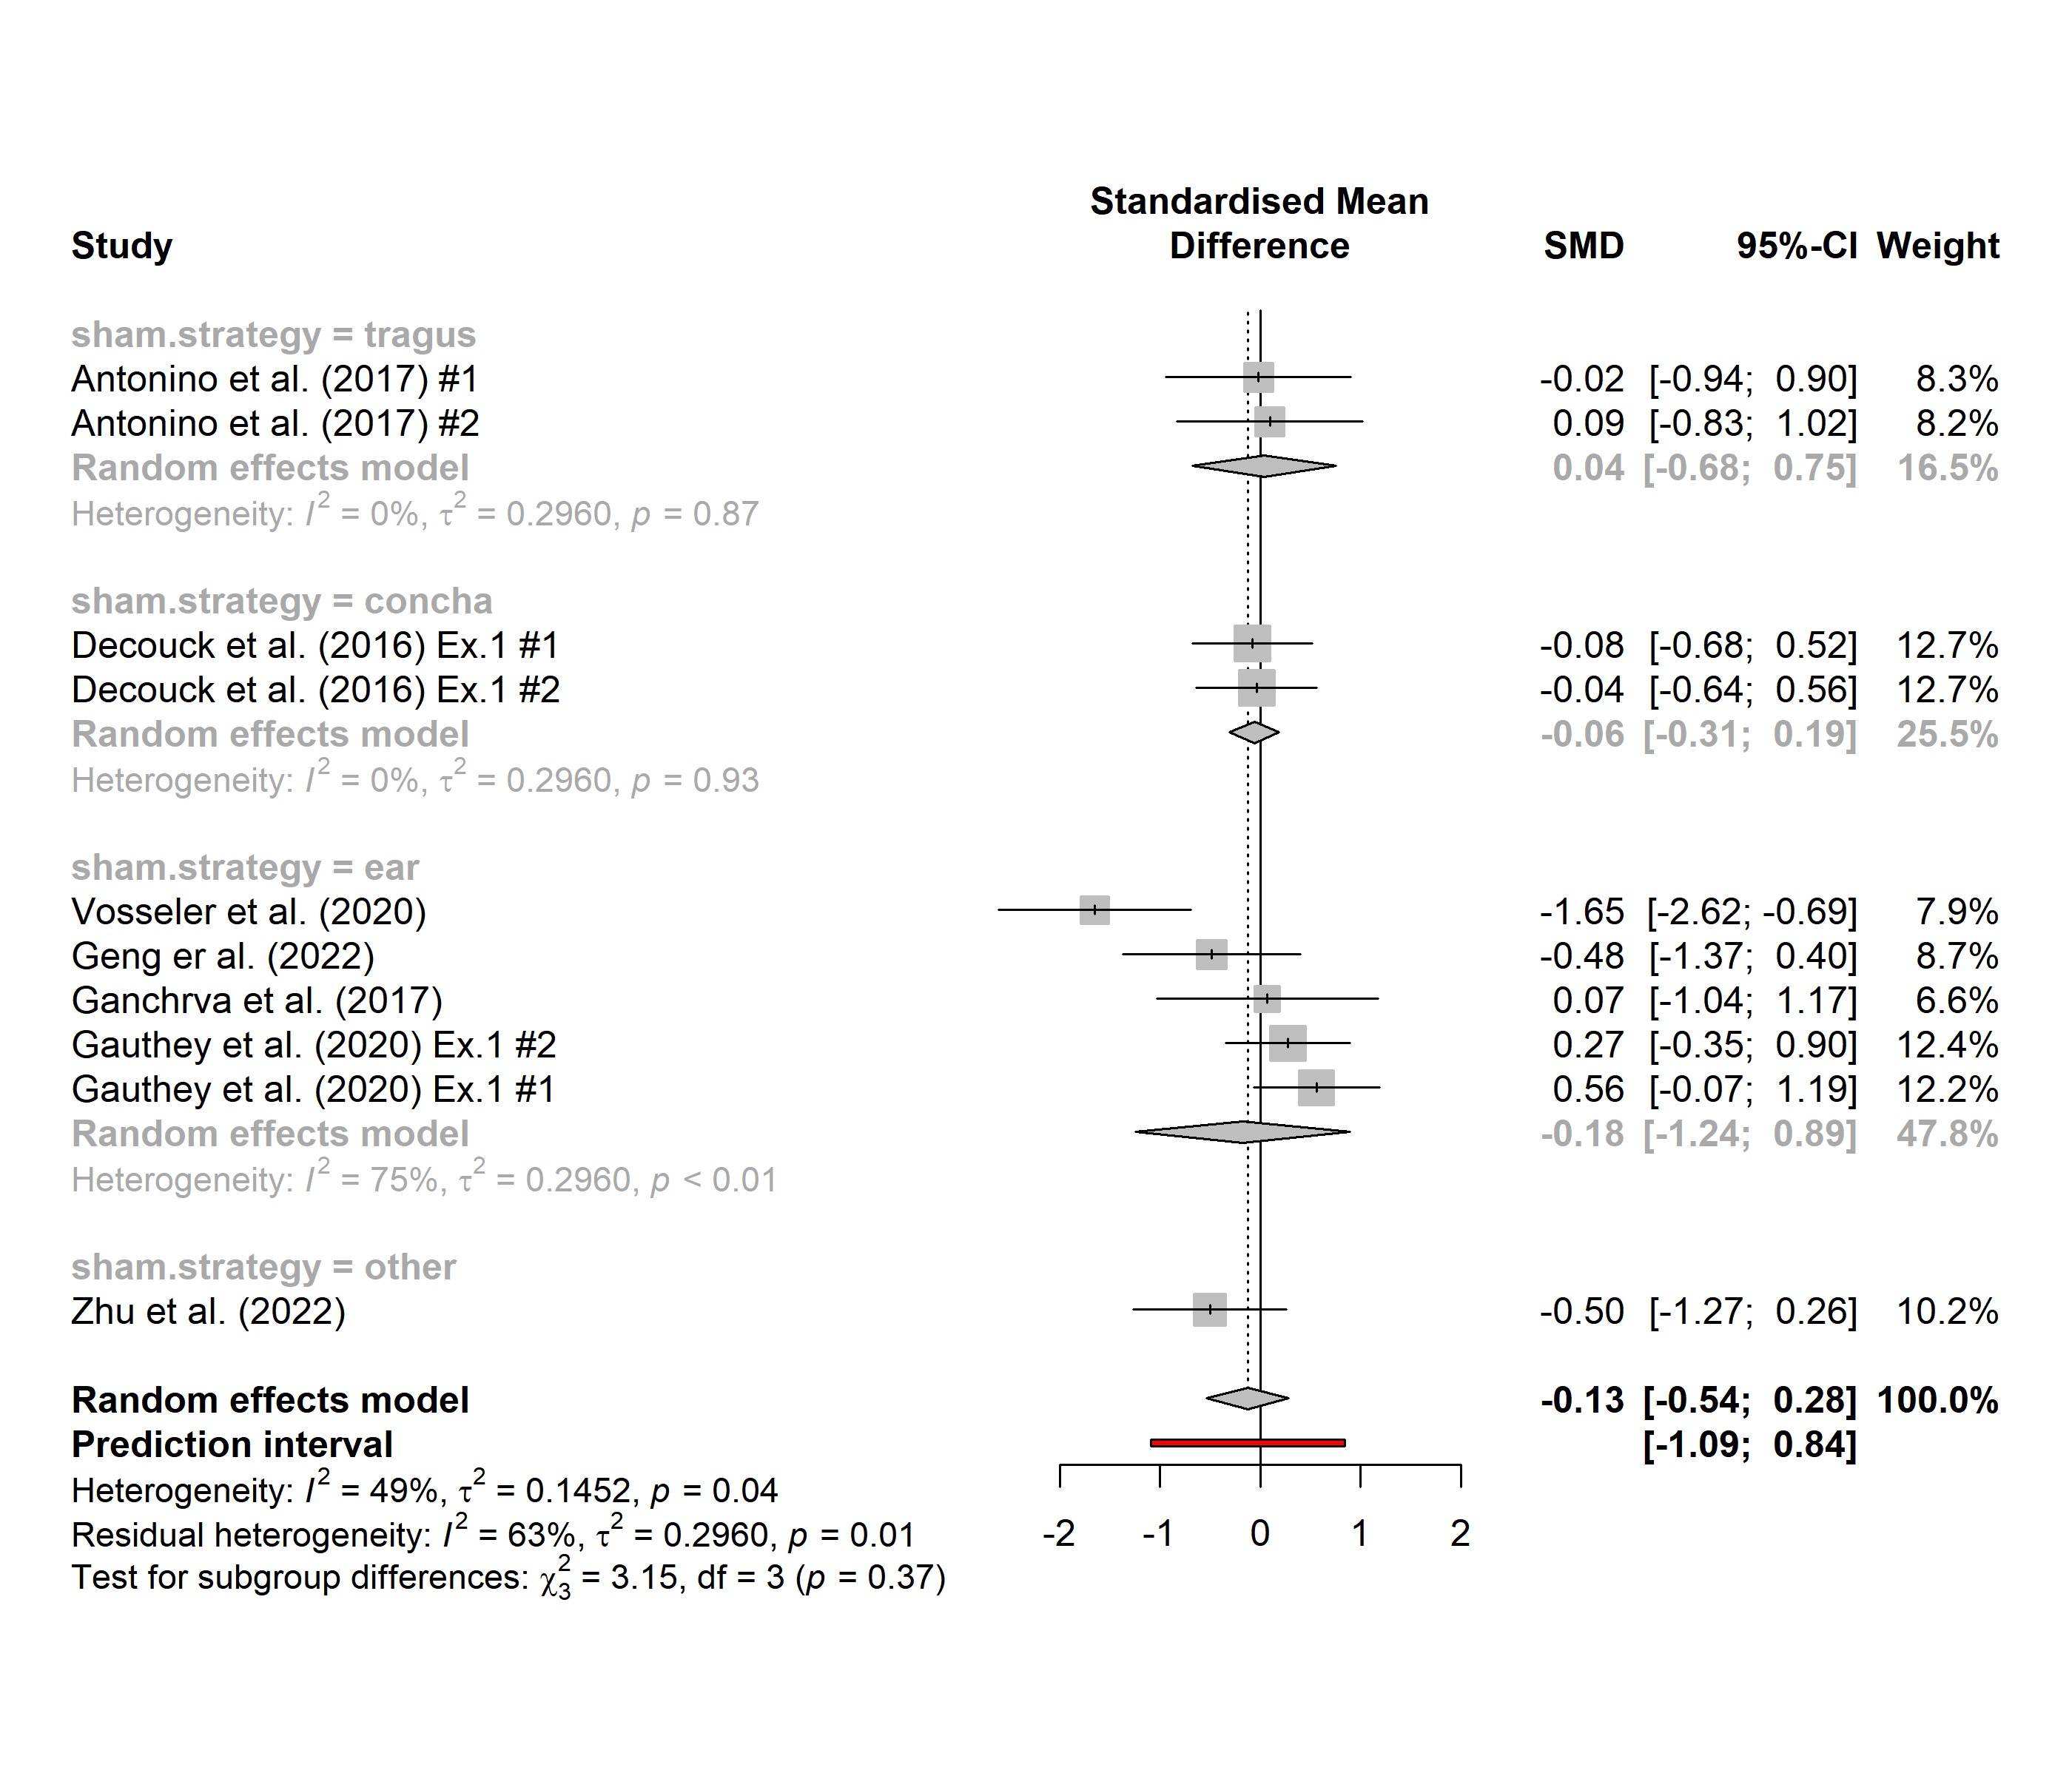 Standardised Mean
Study Difference SMD 95%-CI Weight
sham.strategy = tragus
Antonino et al. (2017) #1 -0.02 [-0.94; 0.90] 8.3%
Antonino et al. (2017) #2 0.09 [-0.83; 1.02] 8.2%
Random effects model 0.04 [-0.68; 0.75] 16.5%
Heterogeneity: I² = 0%, τ² = 0.2960, p = 0.87
sham.strategy = concha
Decouck et al. (2016) Ex.1 #1 -0.08 [-0.68; 0.52] 12.7%
Decouck et al. (2016) Ex.1 #2 -0.04 [-0.64; 0.56] 12.7%
Random effects model -0.06 [-0.31; 0.19] 25.5%
Heterogeneity: I² = 0%, τ² = 0.2960, p = 0.93
sham.strategy = ear
Vosseler et al. (2020) -1.65 [-2.62; -0.69] 7.9%
Geng er al. (2022) -0.48 [-1.37; 0.40] 8.7%
Ganchrva et al. (2017) 0.07 [-1.04; 1.17] 6.6%
Gauthey et al. (2020) Ex.1 #2 0.27 [-0.35; 0.90] 12.4%
Gauthey et al. (2020) Ex.1 #1 0.56 [-0.07; 1.19] 12.2%
Random effects model -0.18 [-1.24; 0.89] 47.8%
Heterogeneity: I² = 75%, τ² = 0.2960, p < 0.01
sham.strategy = other
Zhu et al. (2022) -0.50 [-1.27; 0.26] 10.2%
Random effects model -0.13 [-0.54; 0.28] 100.0%
Prediction interval [-1.09; 0.84]
Heterogeneity: I² = 49%, τ² = 0.1452, p = 0.04
Residual heterogeneity: I² = 63%, τ² = 0.2960, p = 0.01
-2 -1 0 1 2
Test for subgroup differences: χ²₃ = 3.15, df = 3 (p = 0.37)